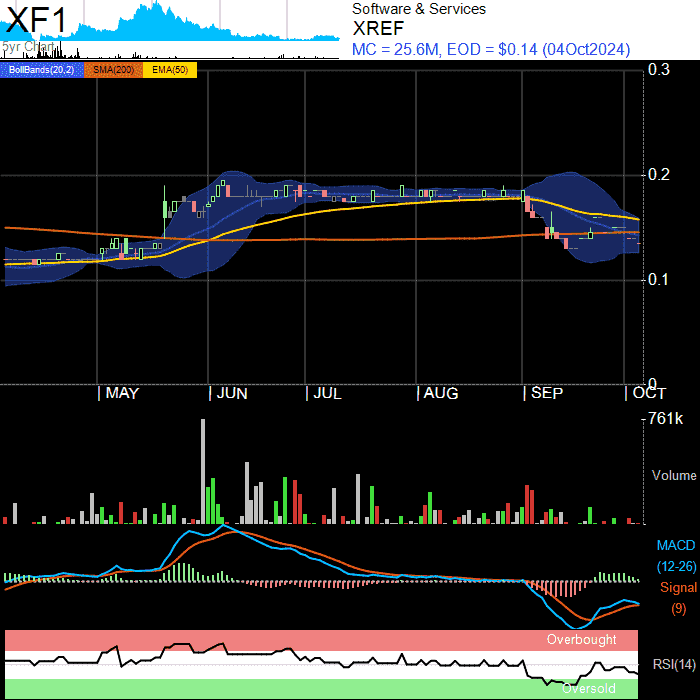 XF1
5yr Chart
Software & Services
XREF
MC = 25.6M, EOD = $0.14 (04Oct2024)
BollBands(20,2) SMA(200) EMA(50)
0.3
0.2
0.1
0
MAY JUN JUL AUG SEP OCT
761k
Volume
MACD
(12-26)
Signal
(9)
Overbought
RSI(14)
Oversold